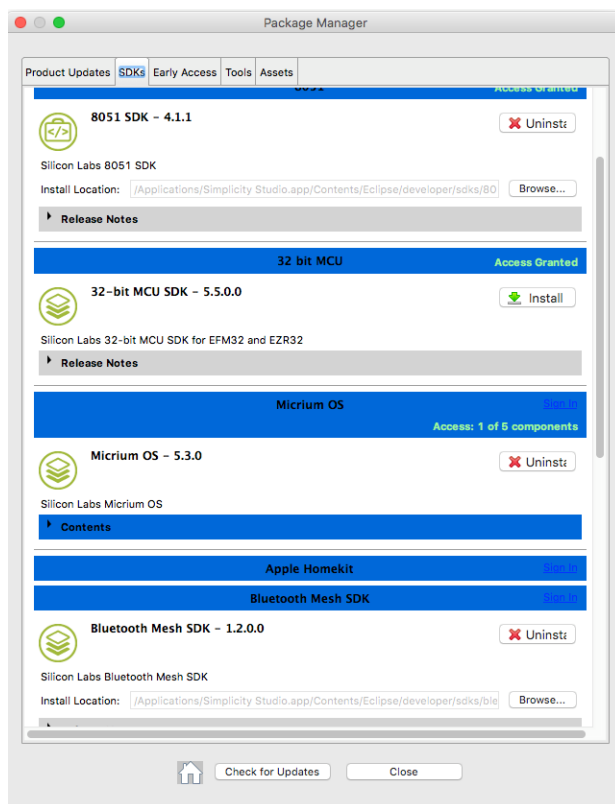 Package Manager
Product Updates SDKs Early Access Tools Assets
8051 Access Granted
8051 SDK - 4.1.1
Uninsta
Silicon Labs 8051 SDK
Install Location: /Applications/Simplicity Studio.app/Contents/Eclipse/developer/sdks/80 Browse...
Release Notes
32 bit MCU Access Granted
32-bit MCU SDK - 5.5.0.0
Install
Silicon Labs 32-bit MCU SDK for EFM32 and EZR32
Release Notes
Micrium OS Sign in
Access: 1 of 5 components
Micrium OS - 5.3.0
Uninsta
Silicon Labs Micrium OS
Contents
Apple Homekit Sign in
Bluetooth Mesh SDK Sign in
Bluetooth Mesh SDK - 1.2.0.0
Uninsta
Silicon Labs Bluetooth Mesh SDK
Install Location: /Applications/Simplicity Studio.app/Contents/Eclipse/developer/sdks/ble Browse...
Check for Updates Close